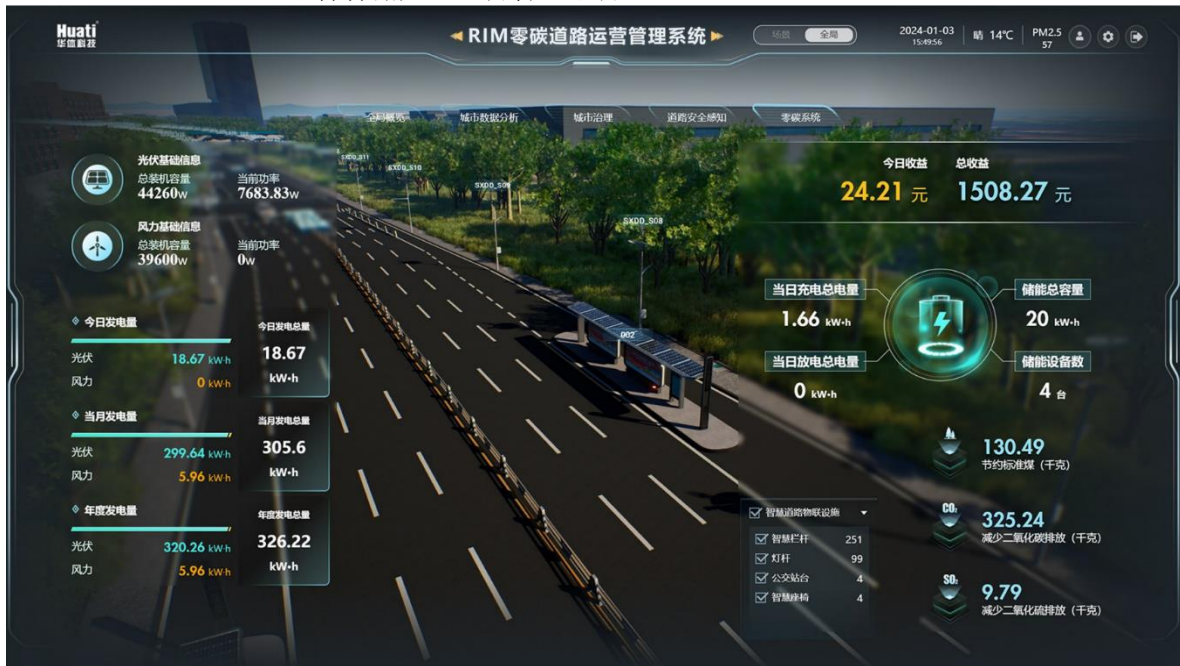 Huati
华体科技
RIM零碳道路运营管理系统
场景 全局
2024-01-03
15:49:56
晴 14℃
PM2.5
57
全局概览 城市数据分析 城市治理 道路安全感知 零碳系统
光伏基础信息
总装机容量 当前功率
44260w 7683.83w
风力基础信息
总装机容量 当前功率
39600w 0w
今日发电量
光伏 18.67 kW·h
风力 0 kW·h
今日发电总量
18.67
kW·h
当月发电量
光伏 299.64 kW·h
风力 5.96 kW·h
当月发电总量
305.6
kW·h
年度发电量
光伏 320.26 kW·h
风力 5.96 kW·h
年度发电总量
326.22
kW·h
SXDD_S11
SXDD_S10
SXDD_S09
SXDD_S08
002
今日收益 总收益
24.21 元 1508.27 元
当日充电总电量
1.66 kW·h
当日放电总电量
0 kW·h
储能总容量
20 kW·h
储能设备数
4 台
130.49
节约标准煤（千克）
CO₂
325.24
减少二氧化碳排放（千克）
SO₂
9.79
减少二氧化硫排放（千克）
智慧道路物联设施
智慧栏杆 251
灯杆 99
公交站台 4
智慧座椅 4